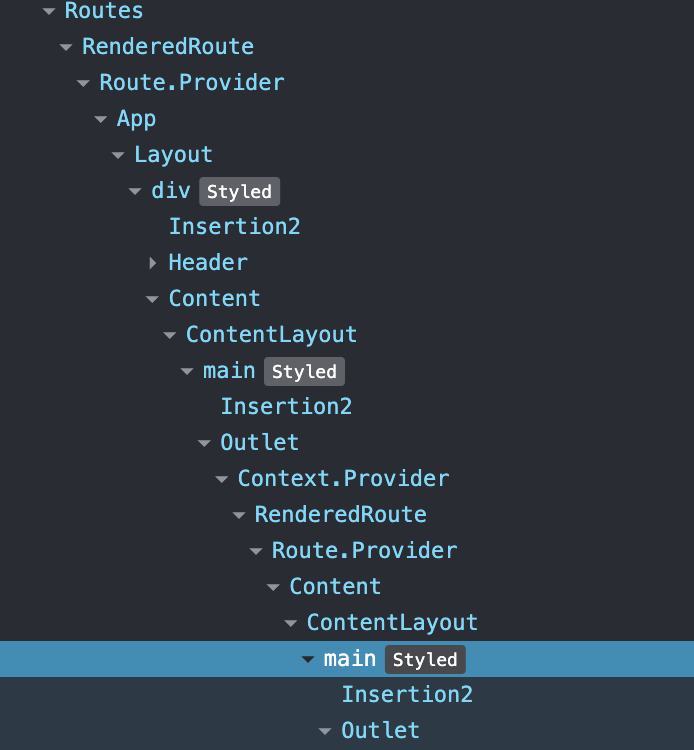 Routes
RenderedRoute
Route.Provider
App
Layout
div Styled
Insertion2
Header
Content
ContentLayout
main Styled
Insertion2
Outlet
Context.Provider
RenderedRoute
Route.Provider
Content
ContentLayout
main Styled
Insertion2
Outlet